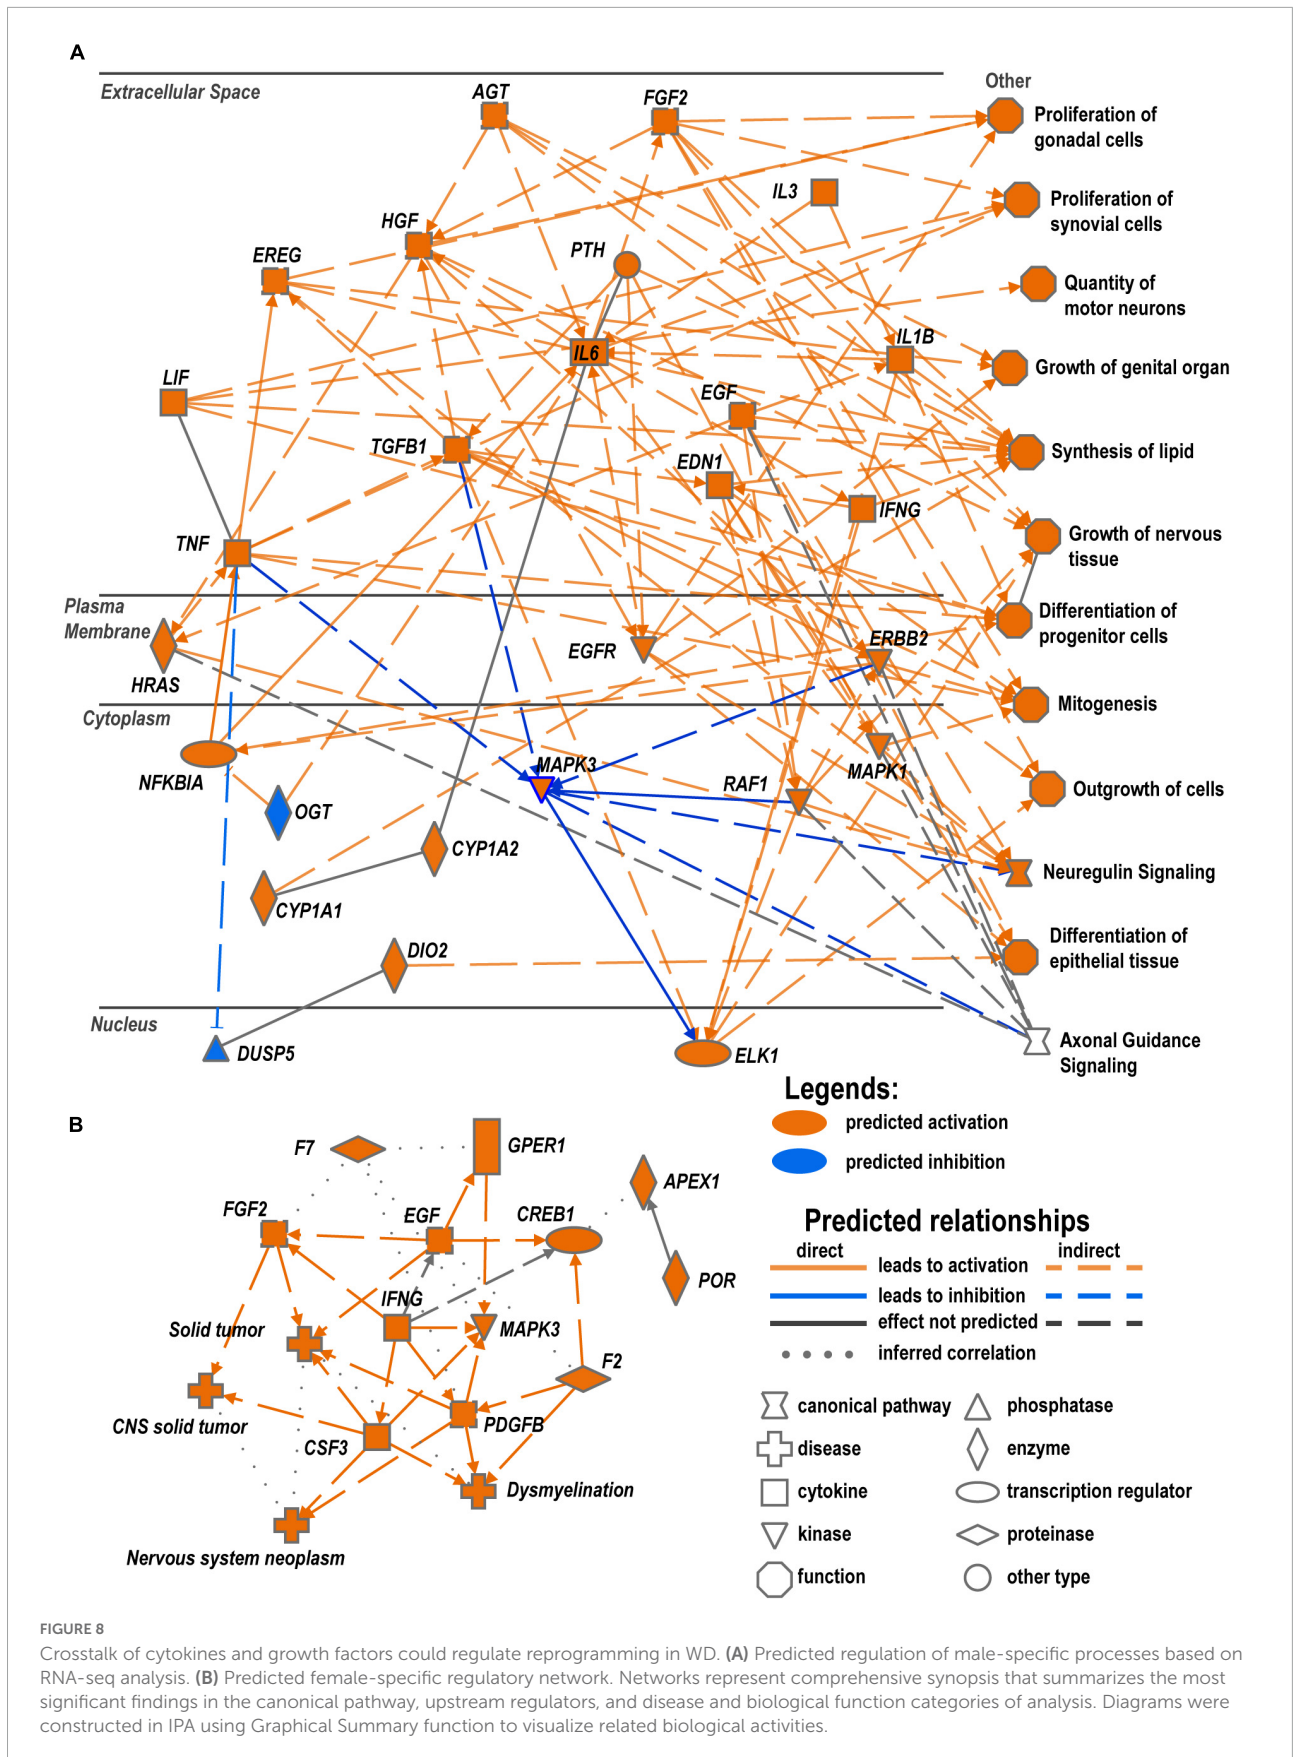 A
Extracellular Space
AGT
FGF2
Other
Proliferation of
gonadal cells
IL3
Proliferation of
synovial cells
HGF
PTH
EREG
Quantity of
motor neurons
IL1B
IL6
Growth of genital organ
LIF
EGF
TGFB1
Synthesis of lipid
EDN1
IFNG
Growth of nervous
tissue
TNF
Plasma
Membrane
Differentiation of
progenitor cells
ERBB2
EGFR
HRAS
Cytoplasm
Mitogenesis
MAPK3
MAPK1
NFKBIA
RAF1
Outgrowth of cells
OGT
CYP1A2
Neuregulin Signaling
CYP1A1
DIO2
Differentiation of
epithelial tissue
Nucleus
DUSP5
ELK1
Axonal Guidance
Signaling
Legends:
predicted activation
predicted inhibition
Predicted relationships
direct
indirect
leads to activation
leads to inhibition
effect not predicted
inferred correlation
canonical pathway
phosphatase
disease
enzyme
cytokine
transcription regulator
kinase
proteinase
function
other type
B
F7
GPER1
APEX1
FGF2
EGF
CREB1
POR
IFNG
Solid tumor
MAPK3
F2
CNS solid tumor
PDGFB
CSF3
Dysmyelination
Nervous system neoplasm
FIGURE 8
Crosstalk of cytokines and growth factors could regulate reprogramming in WD. (A) Predicted regulation of male-specific processes based on
RNA-seq analysis. (B) Predicted female-specific regulatory network. Networks represent comprehensive synopsis that summarizes the most
significant findings in the canonical pathway, upstream regulators, and disease and biological function categories of analysis. Diagrams were
constructed in IPA using Graphical Summary function to visualize related biological activities.